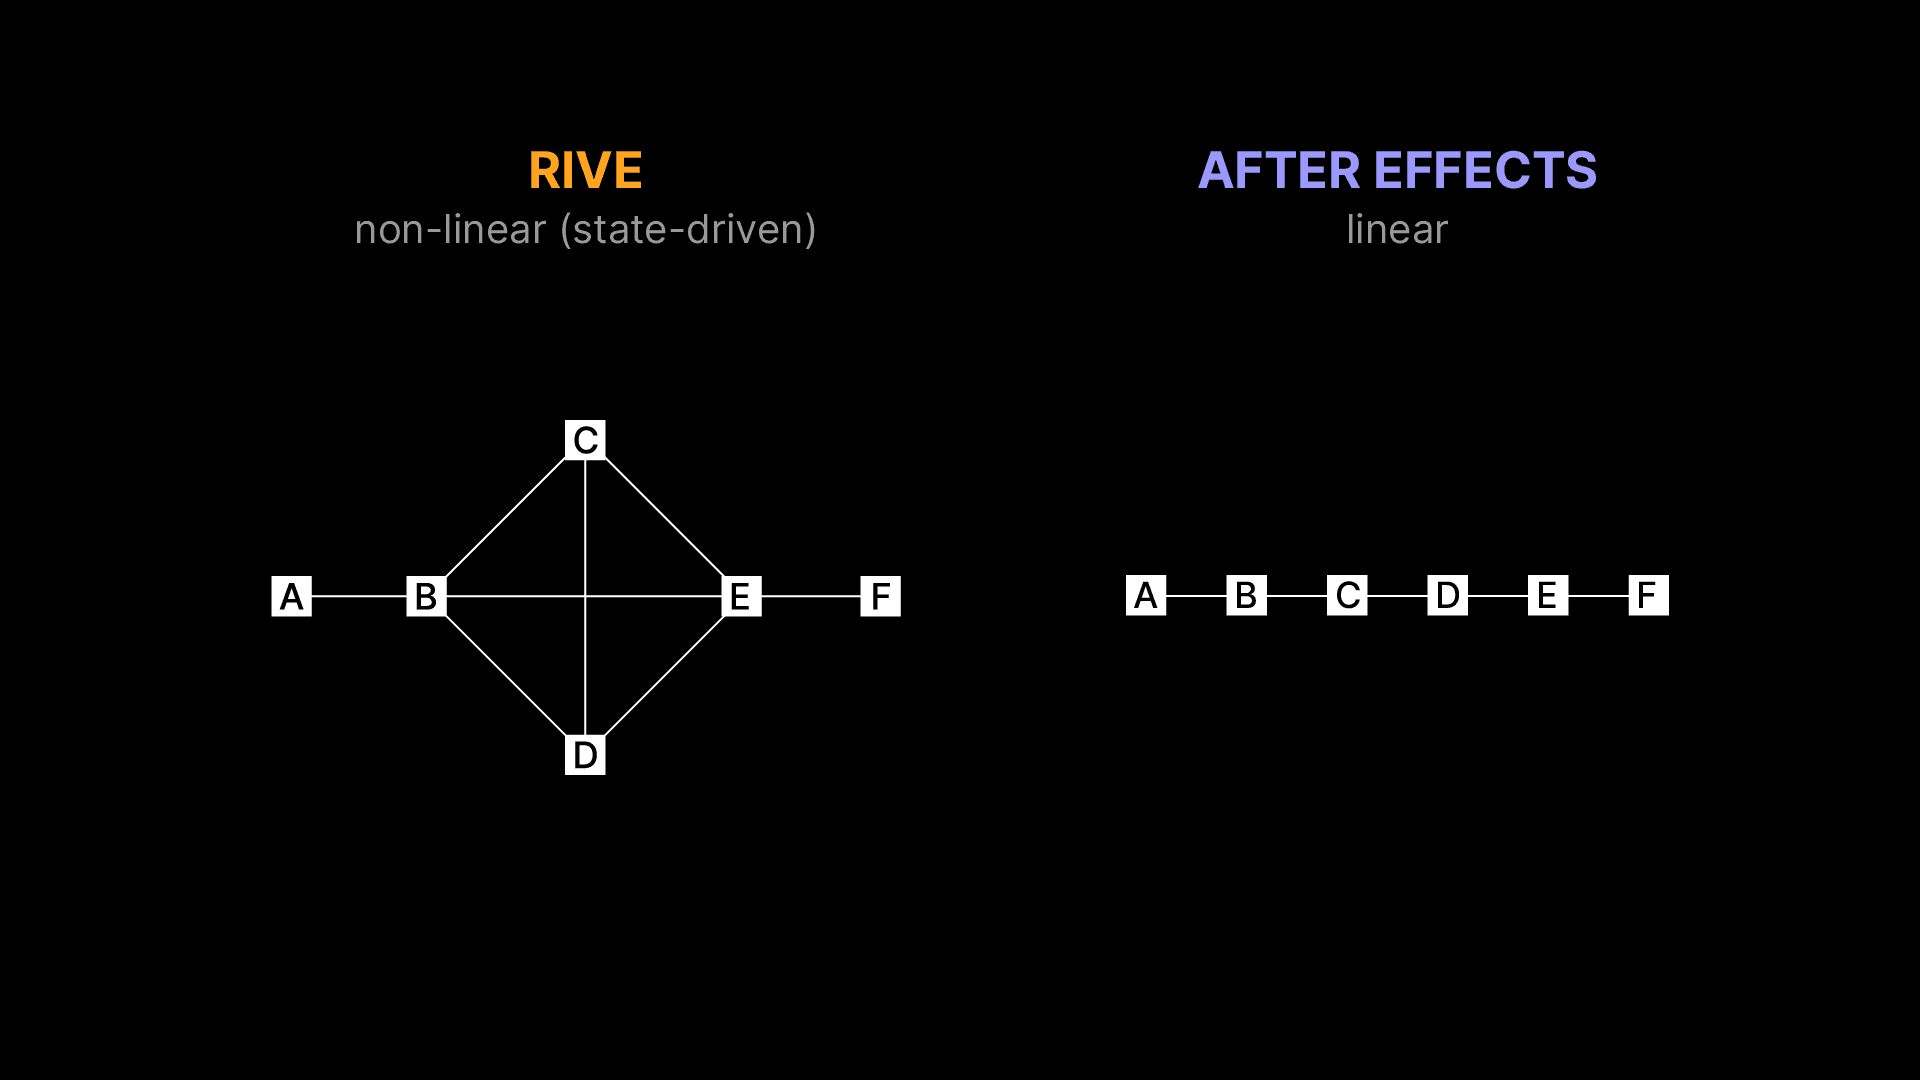 RIVE
non-linear (state-driven)
C
A B E F
D
AFTER EFFECTS
linear
A B C D E F